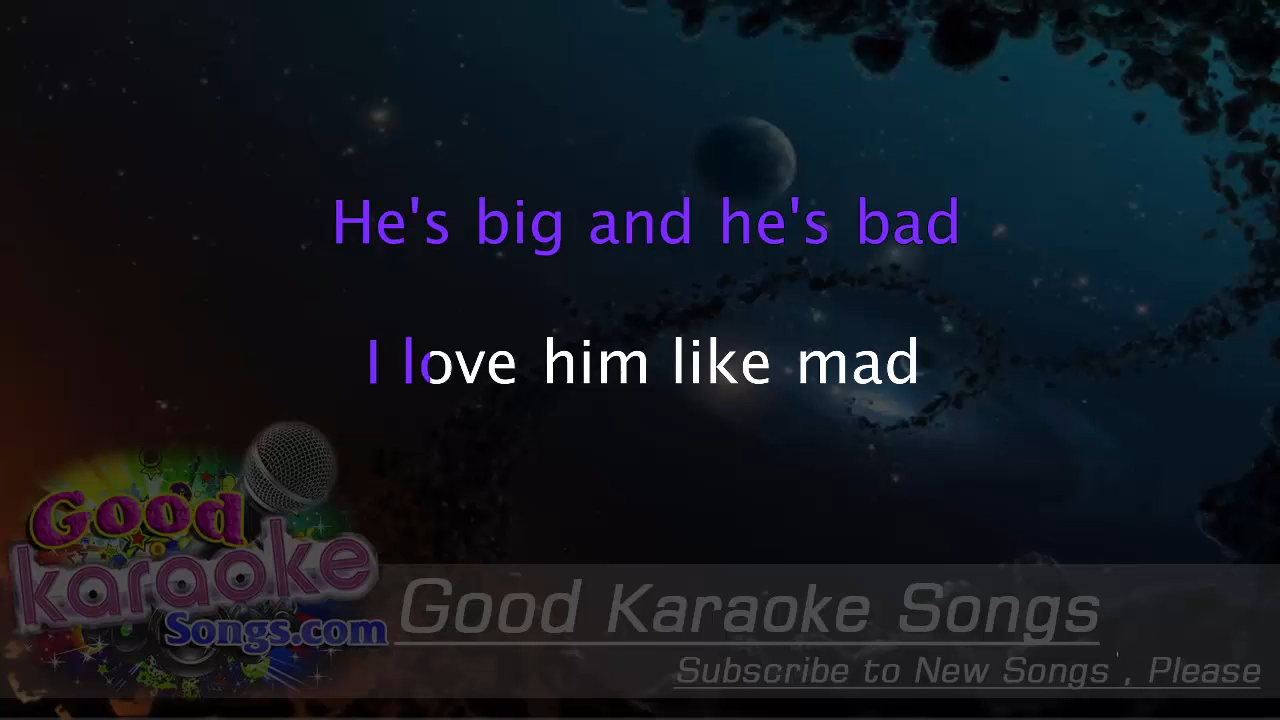 He's big and he's bad
I love him like mad
Good
karaoke
Songs.com
Good Karaoke Songs
Subscribe to New Songs , Please